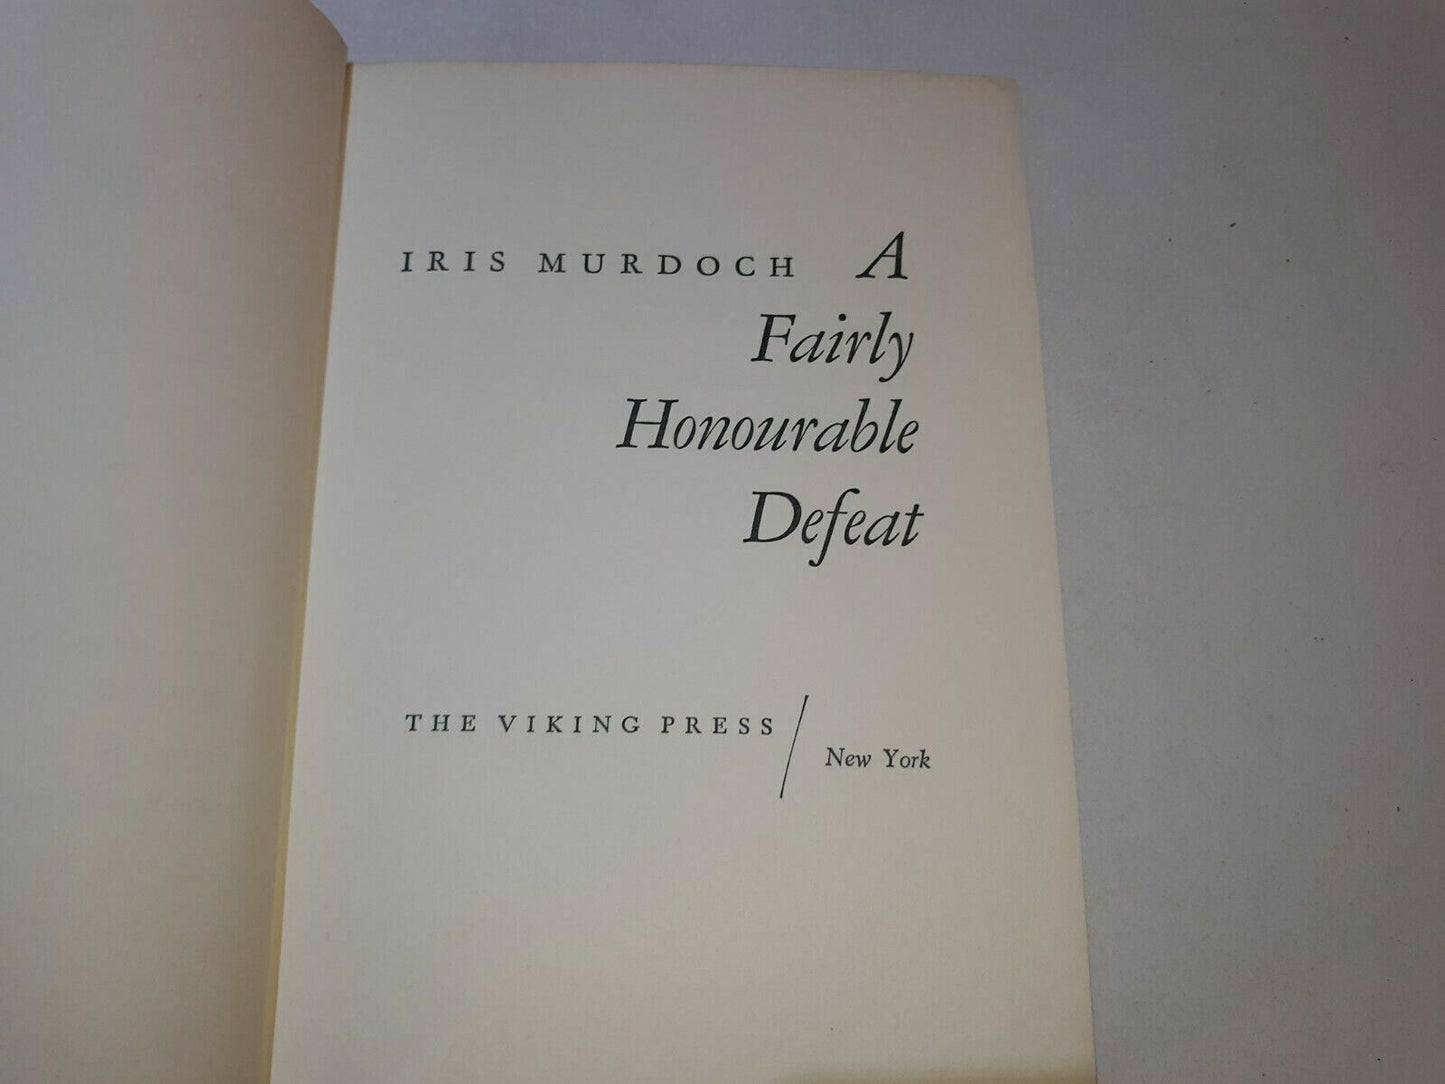 IRIS MURDOCH A
Fairly
Honourable
Defeat
THE VIKING PRESS /
New York